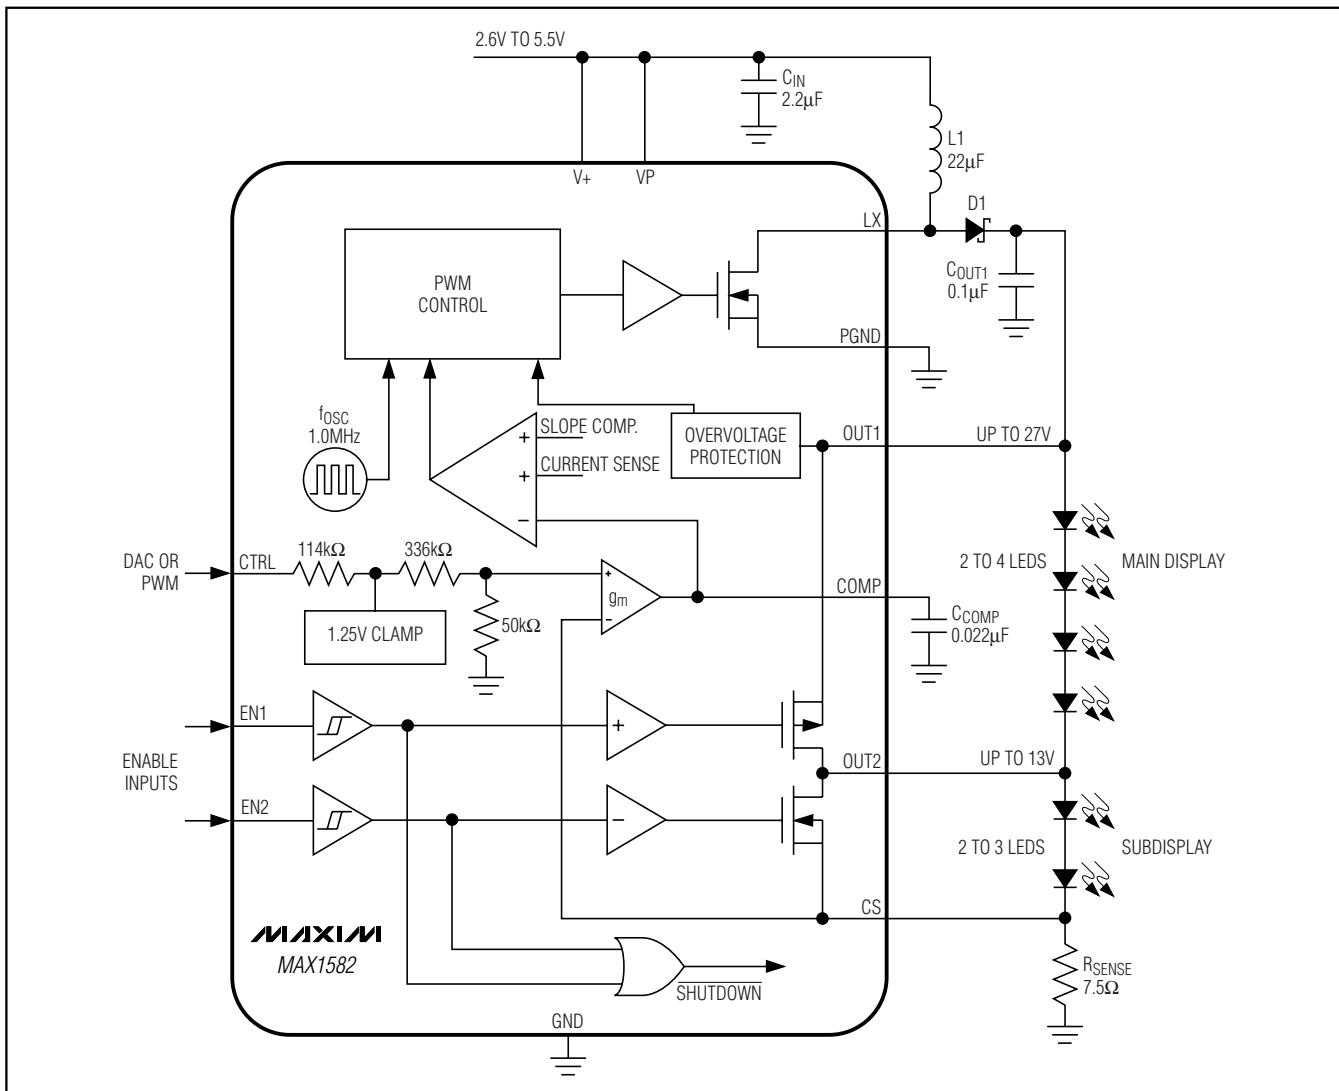 2.6V TO 5.5V
CIN
2.2µF
L1
22µF
V+
VP
D1
LX
PWM
CONTROL
COUT1
0.1µF
PGND
fOSC
1.0MHz
+
SLOPE COMP.
+
CURRENT SENSE
−
OVERVOLTAGE
PROTECTION
OUT1
UP TO 27V
DAC OR
PWM
CTRL
114kΩ
336kΩ
1.25V CLAMP
50kΩ
+
gm
−
COMP
CCOMP
0.022µF
2 TO 4 LEDS
MAIN DISPLAY
EN1
+
ENABLE
INPUTS
OUT2
UP TO 13V
EN2
−
2 TO 3 LEDS
SUBDISPLAY
CS
MAXIM
MAX1582
SHUTDOWN
RSENSE
7.5Ω
GND